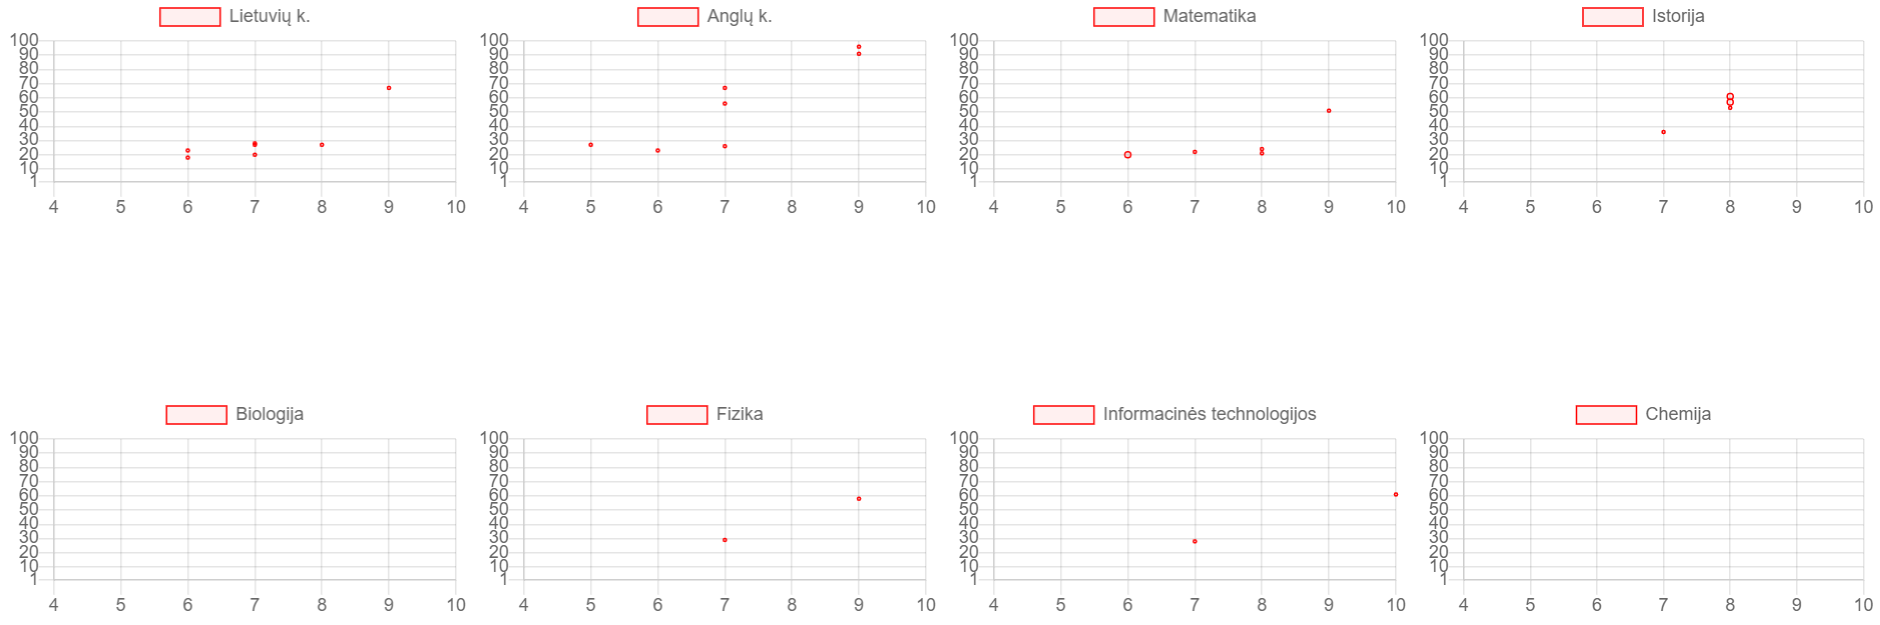 Lietuvių k. Anglų k. Matematika Istorija
100 100 100 100
90 90 90 90
80 80 80 80
70 70 70 70
60 60 60 60
50 50 50 50
40 40 40 40
30 30 30 30
20 20 20 20
10 10 10 10
1 1 1 1
4 5 6 7 8 9 10 4 5 6 7 8 9 10 4 5 6 7 8 9 10 4 5 6 7 8 9 10
Biologija Fizika Informacinės technologijos Chemija
100 100 100 100
90 90 90 90
80 80 80 80
70 70 70 70
60 60 60 60
50 50 50 50
40 40 40 40
30 30 30 30
20 20 20 20
10 10 10 10
1 1 1 1
4 5 6 7 8 9 10 4 5 6 7 8 9 10 4 5 6 7 8 9 10 4 5 6 7 8 9 10